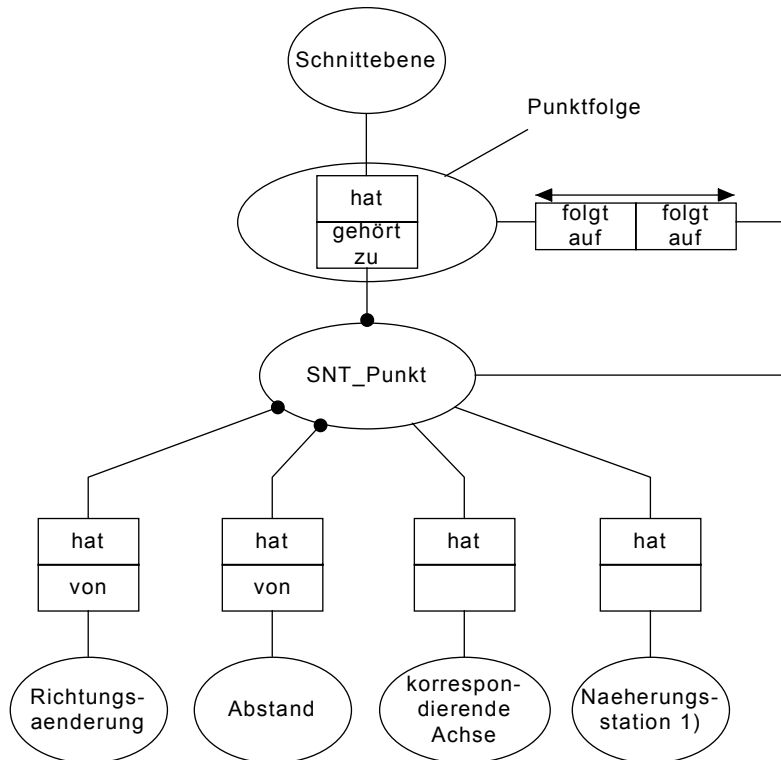 Schnittebene
Punktfolge
hat
gehört
zu
folgt
auf
folgt
auf
SNT_Punkt
hat
von
hat
von
hat
hat
Richtungs-
aenderung
Abstand
korrespon-
dierende
Achse
Naeherungs-
station 1)